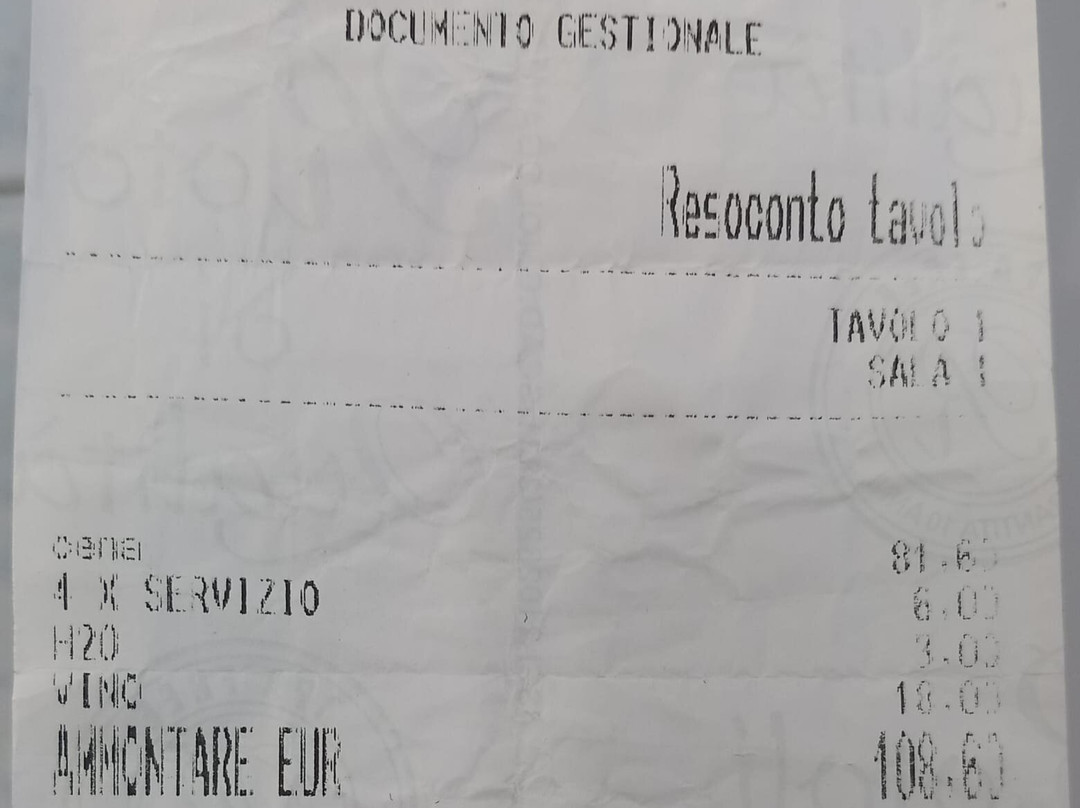 DOCUMENTO GESTIONALE
Resoconto tavolo
TAVOLO 1
SALA 1
cena 81.60
4 X SERVIZIO 6.00
H2O 3.00
VINO 18.00
AMMONTARE EUR 108.60